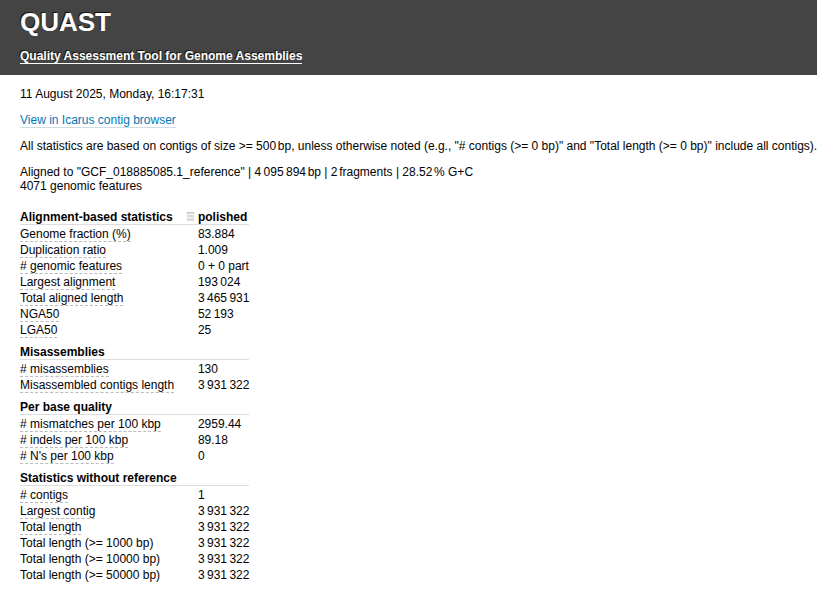 QUAST
Quality Assessment Tool for Genome Assemblies
11 August 2025, Monday, 16:17:31
View in Icarus contig browser
All statistics are based on contigs of size >= 500 bp, unless otherwise noted (e.g., "# contigs (>= 0 bp)" and "Total length (>= 0 bp)" include all contigs).
Aligned to "GCF_018885085.1_reference" | 4 095 894 bp | 2 fragments | 28.52 % G+C
4071 genomic features
Alignment-based statistics polished
Genome fraction (%) 83.884
Duplication ratio 1.009
# genomic features 0 + 0 part
Largest alignment 193 024
Total aligned length 3 465 931
NGA50 52 193
LGA50 25
Misassemblies
# misassemblies 130
Misassembled contigs length 3 931 322
Per base quality
# mismatches per 100 kbp 2959.44
# indels per 100 kbp 89.18
# N's per 100 kbp 0
Statistics without reference
# contigs 1
Largest contig 3 931 322
Total length 3 931 322
Total length (>= 1000 bp) 3 931 322
Total length (>= 10000 bp) 3 931 322
Total length (>= 50000 bp) 3 931 322